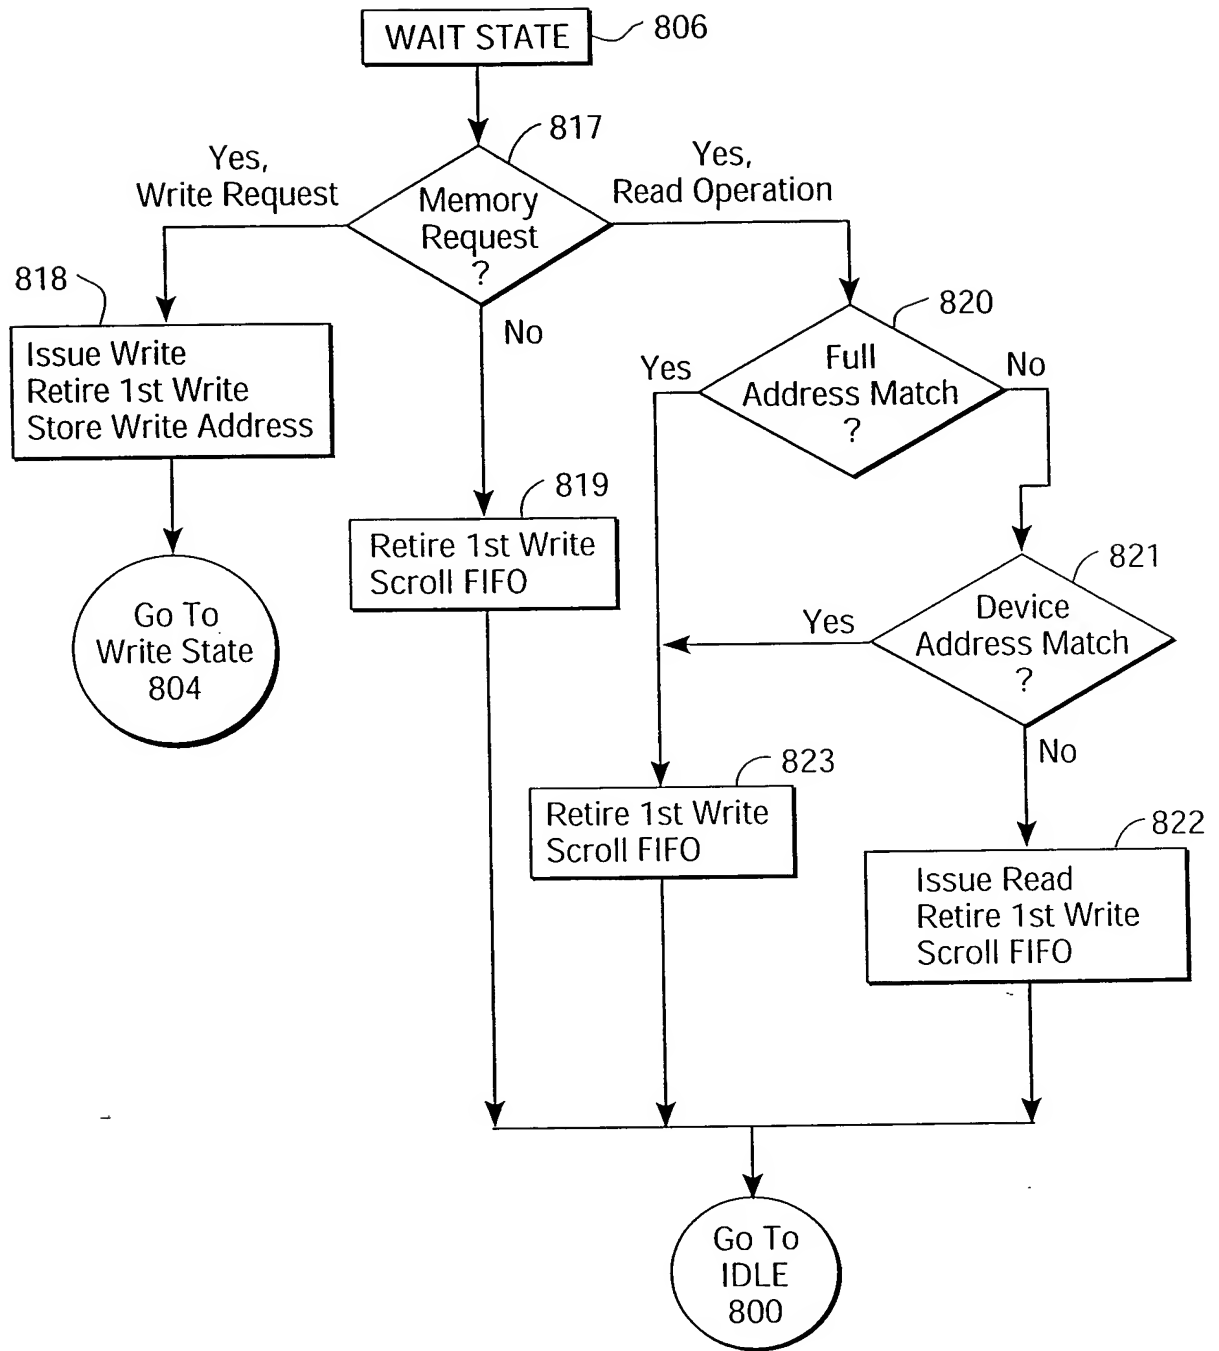 WAIT STATE
806
817
Yes,
Write Request
Memory
Request
?
Yes,
Read Operation
818
Issue Write
Retire 1st Write
Store Write Address
No
820
Yes
Full
Address Match
?
No
Go To
Write State
804
819
Retire 1st Write
Scroll FIFO
821
Yes
Device
Address Match
?
No
823
Retire 1st Write
Scroll FIFO
822
Issue Read
Retire 1st Write
Scroll FIFO
Go To
IDLE
800